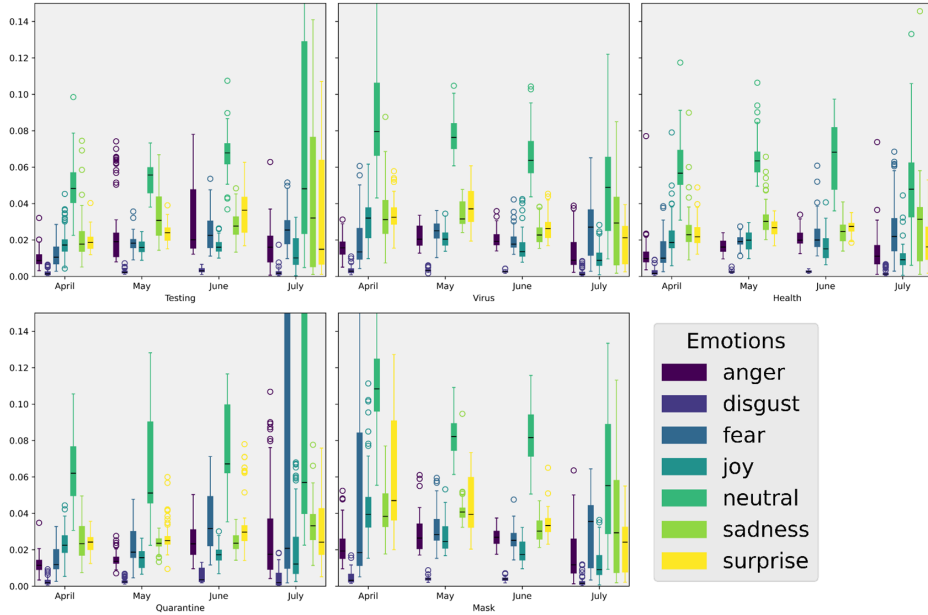 0.14
0.12
0.10
0.08
0.06
0.04
0.02
0.00
April May June July
Testing
April May June July
Virus
April May June July
Health
0.14
0.12
0.10
0.08
0.06
0.04
0.02
0.00
April May June July
Quarantine
April May June July
Mask
Emotions
anger
disgust
fear
joy
neutral
sadness
surprise